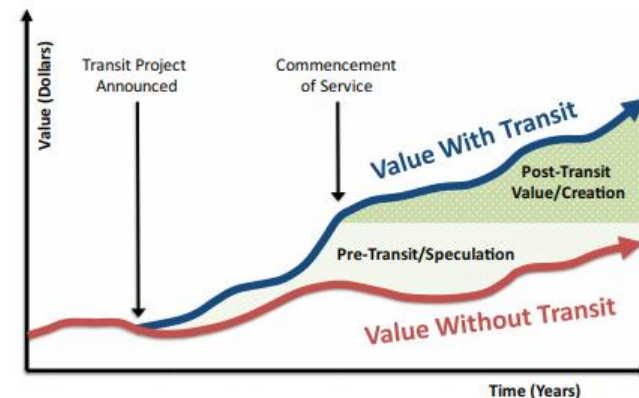 Value (Dollars)
Transit Project
Announced
Commencement
of Service
Value With Transit
Post-Transit
Value/Creation
Pre-Transit/Speculation
Value Without Transit
Time (Years)